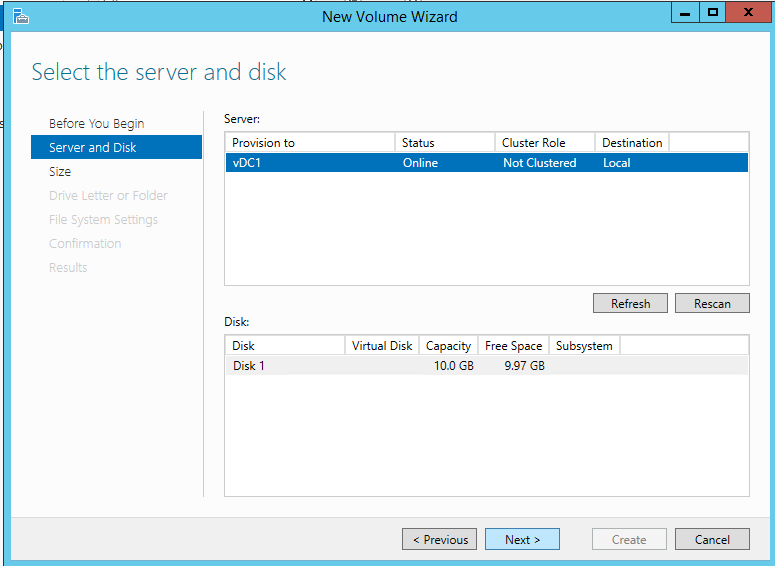 New Volume Wizard
Select the server and disk
Before You Begin
Server and Disk
Size
Drive Letter or Folder
File System Settings
Confirmation
Results
Server:
Provision to Status Cluster Role Destination
vDC1 Online Not Clustered Local
Refresh Rescan
Disk:
Disk Virtual Disk Capacity Free Space Subsystem
Disk 1 10.0 GB 9.97 GB
< Previous Next > Create Cancel